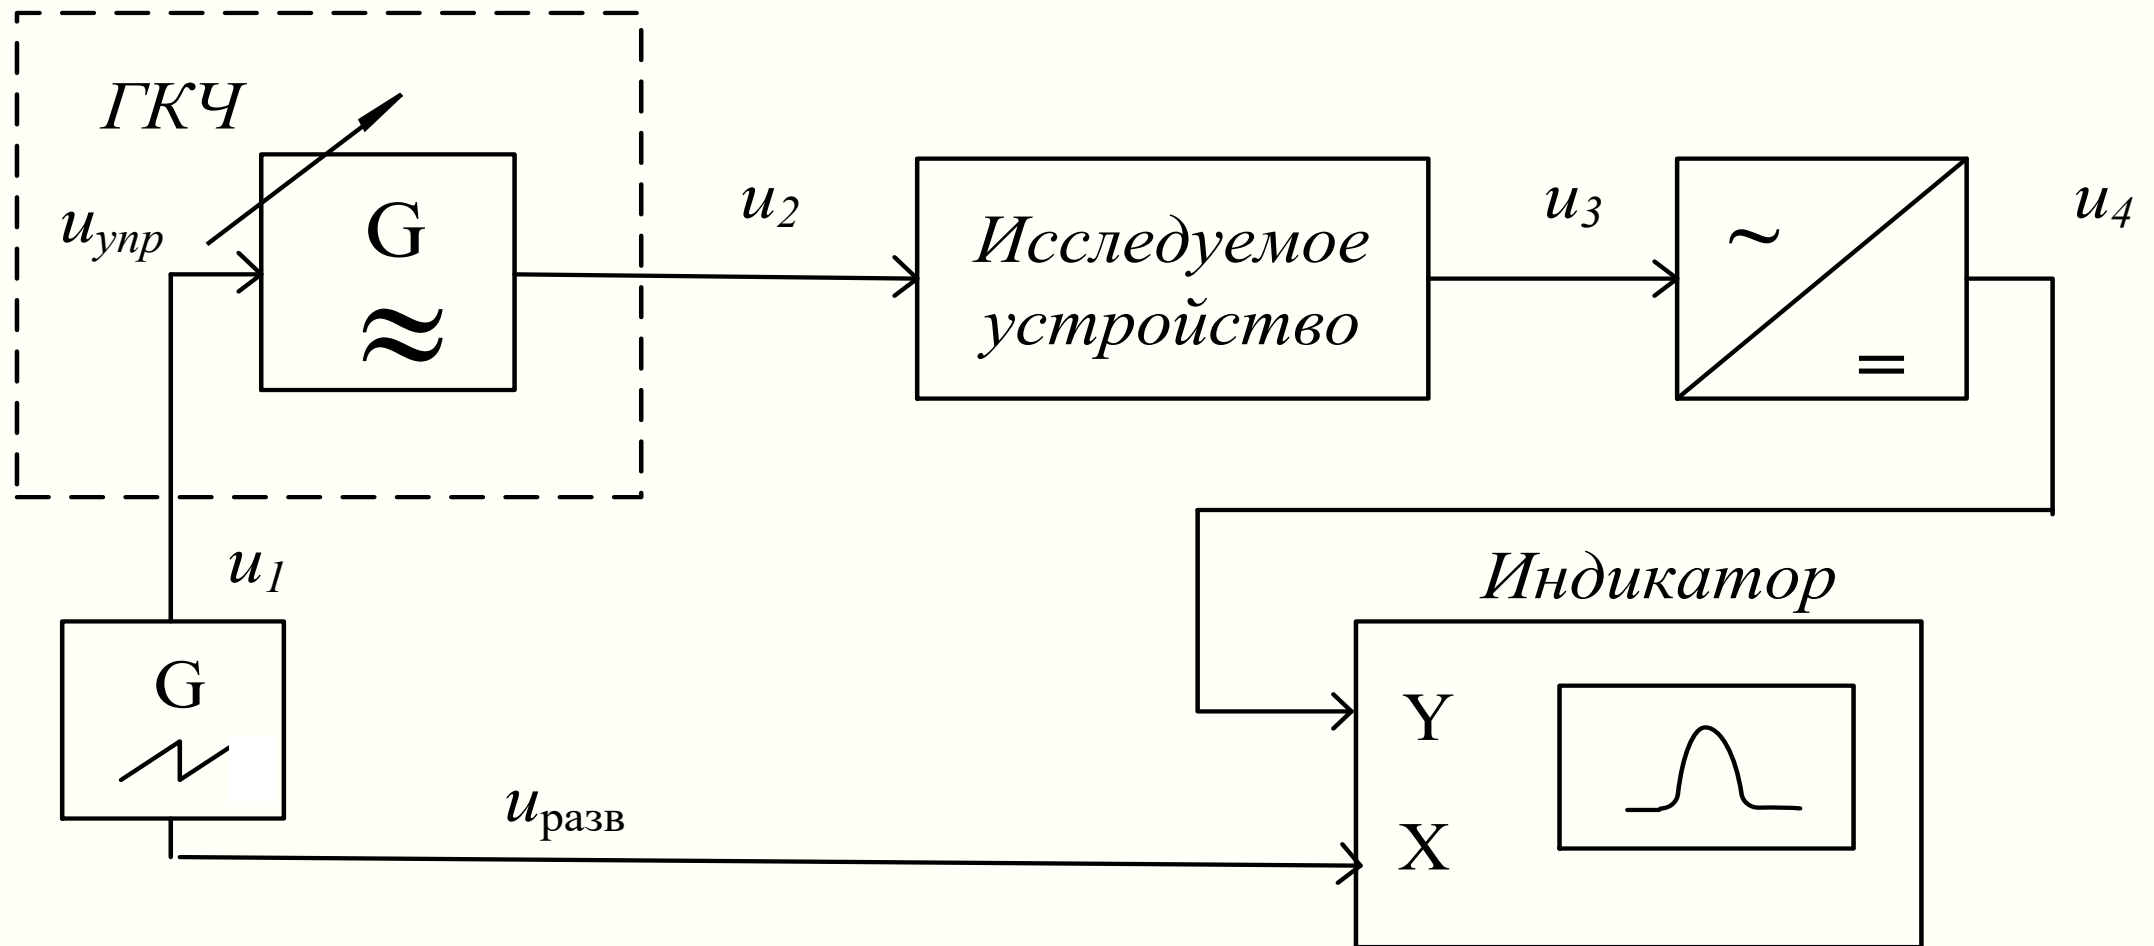 ГКЧ
uупр
G
≈
u2
Исследуемое
устройство
u3
~
=
u4
u1
G
uразв
Индикатор
Y
X